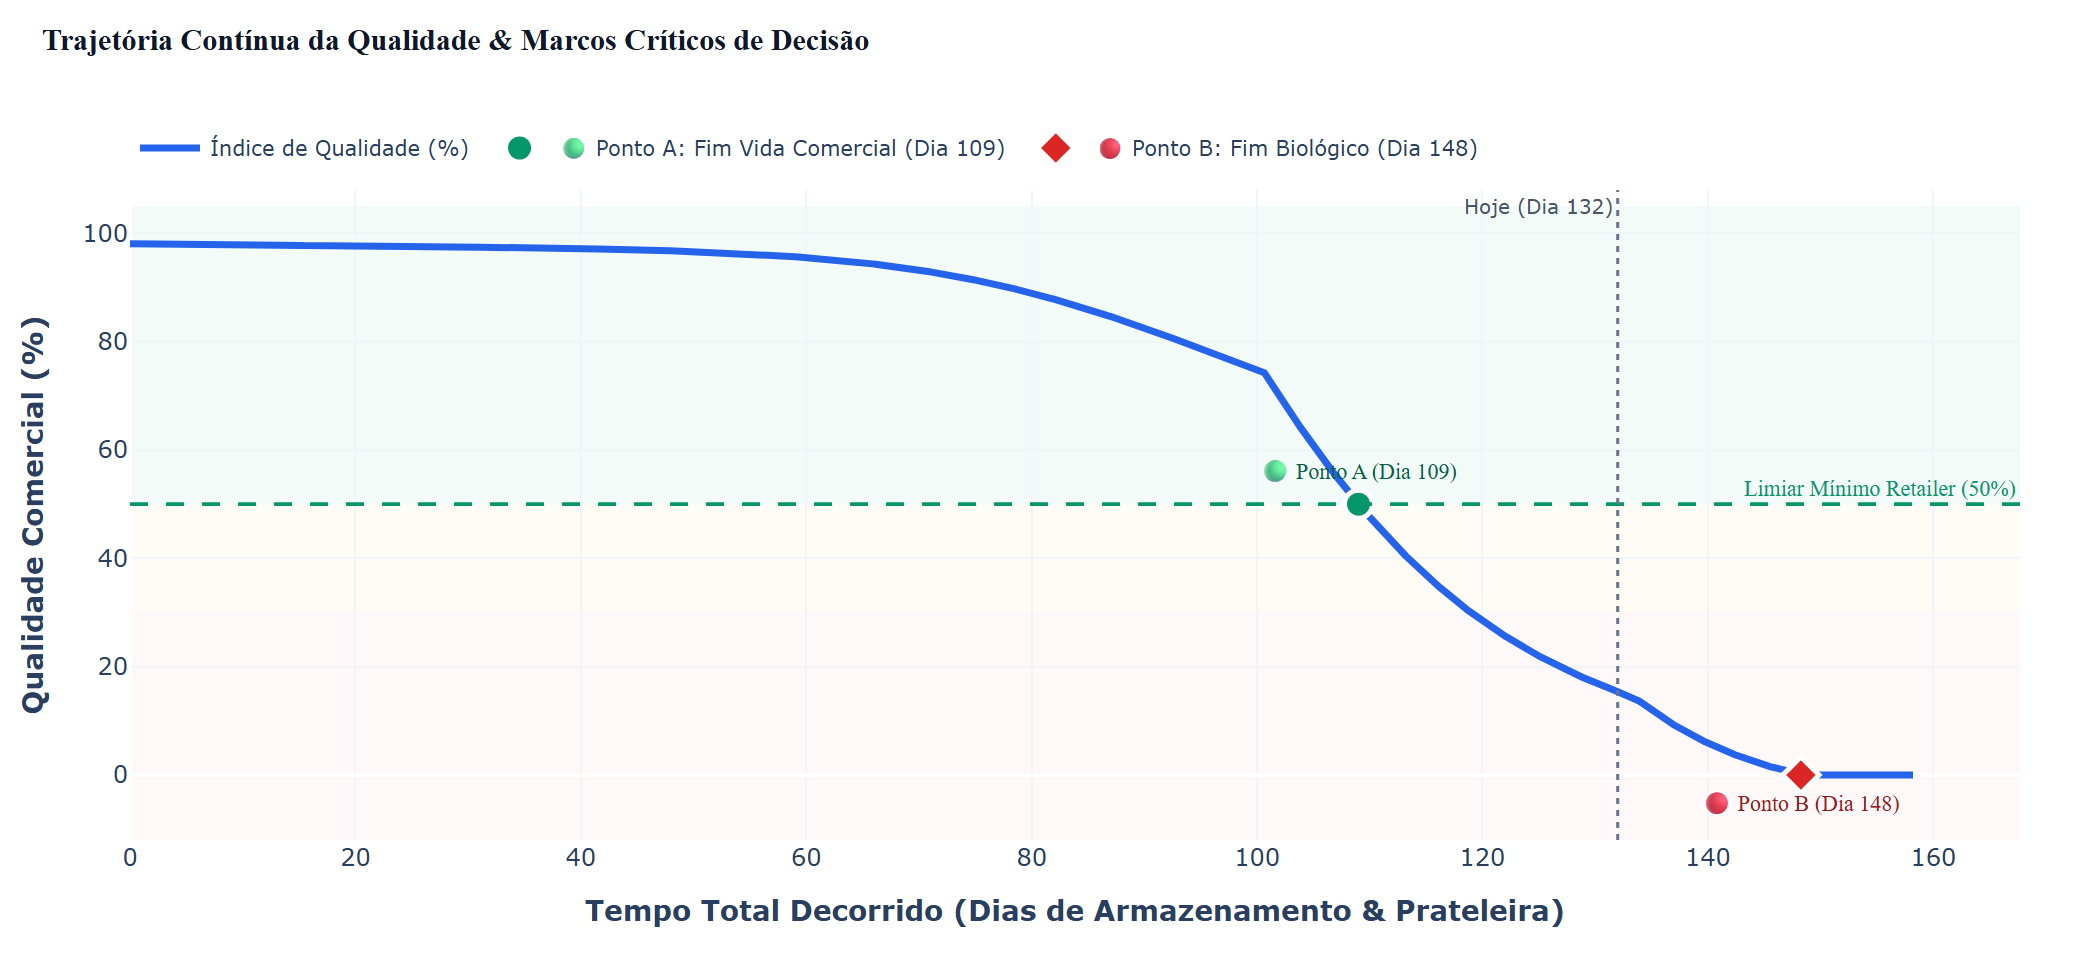 Trajetória Contínua da Qualidade & Marcos Críticos de Decisão
Índice de Qualidade (%)
Ponto A: Fim Vida Comercial (Dia 109)
Ponto B: Fim Biológico (Dia 148)
Hoje (Dia 132)
Qualidade Comercial (%)
100
80
60
40
20
0
Ponto A (Dia 109)
Limiar Mínimo Retailer (50%)
Ponto B (Dia 148)
0
20
40
60
80
100
120
140
160
Tempo Total Decorrido (Dias de Armazenamento & Prateleira)